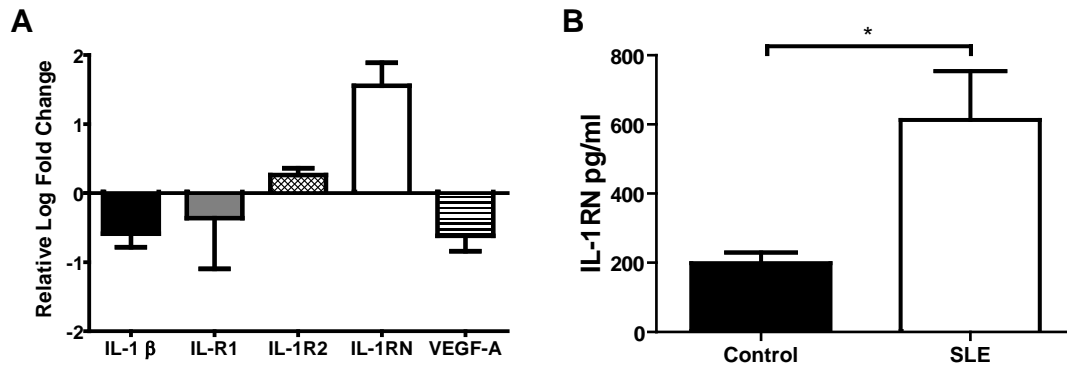 A
Relative Log Fold Change
2
1
0
-1
-2
IL-1 β IL-R1 IL-1R2 IL-1RN VEGF-A
B
*
IL-1RN pg/ml
800
600
400
200
0
Control SLE